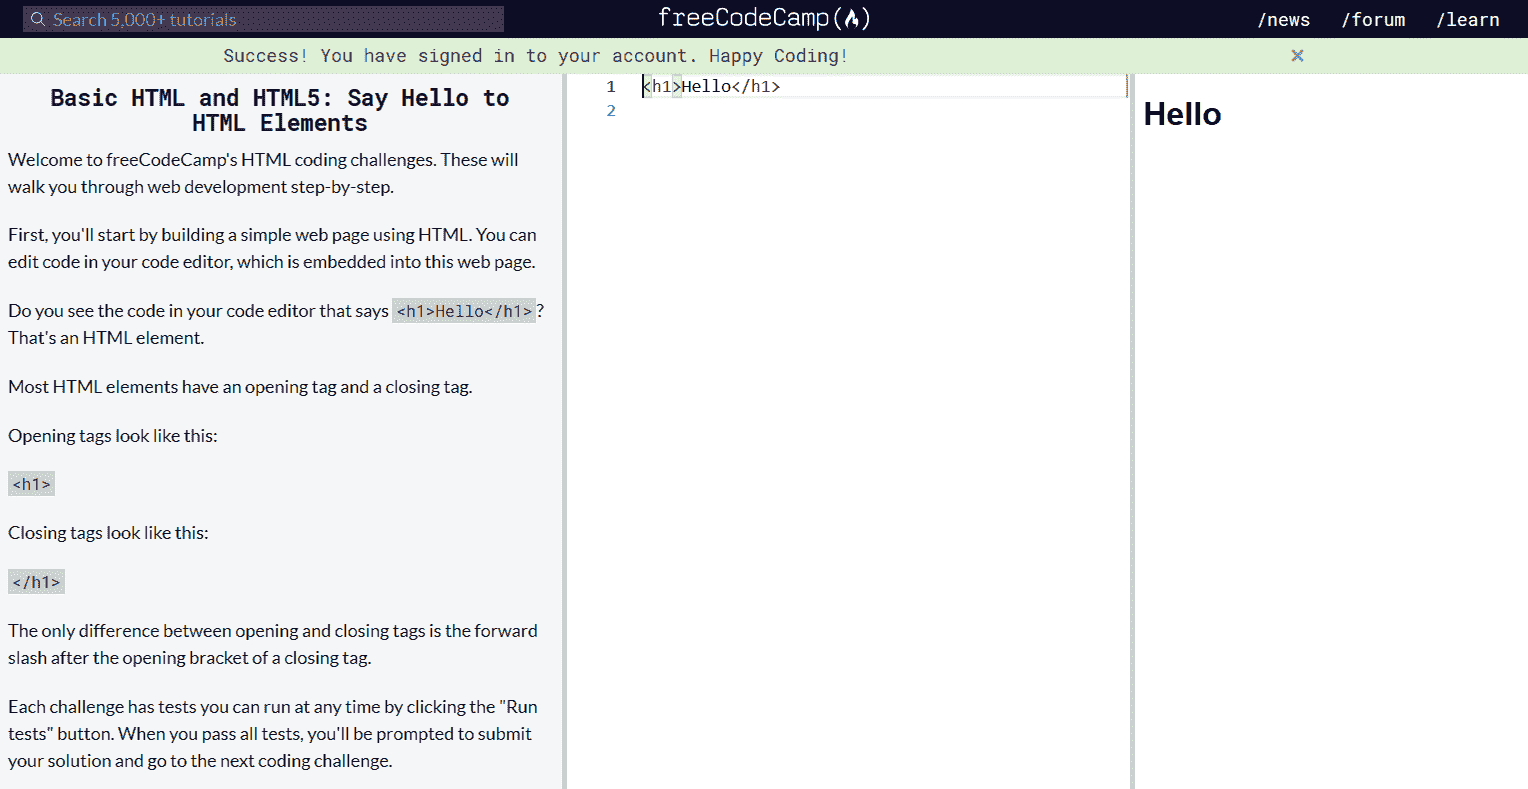 Search 5,000+ tutorials
freeCodeCamp(🔥)
/news /forum /learn
Success! You have signed in to your account. Happy Coding!
✕
Basic HTML and HTML5: Say Hello to
HTML Elements
Welcome to freeCodeCamp's HTML coding challenges. These will
walk you through web development step-by-step.
First, you'll start by building a simple web page using HTML. You can
edit code in your code editor, which is embedded into this web page.
Do you see the code in your code editor that says <h1>Hello</h1>?
That's an HTML element.
Most HTML elements have an opening tag and a closing tag.
Opening tags look like this:
<h1>
Closing tags look like this:
</h1>
The only difference between opening and closing tags is the forward
slash after the opening bracket of a closing tag.
Each challenge has tests you can run at any time by clicking the "Run
tests" button. When you pass all tests, you'll be prompted to submit
your solution and go to the next coding challenge.
1 <h1>Hello</h1>
2
Hello